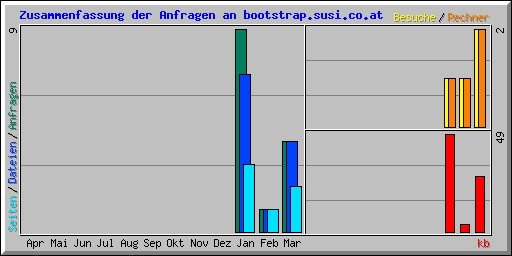 Zusammenfassung der Anfragen an bootstrap.susi.co.at
Besuche / Rechner
9
2
Seiten / Dateien / Anfragen
49
Apr Mai Jun Jul Aug Sep Okt Nov Dez Jan Feb Mar
kb